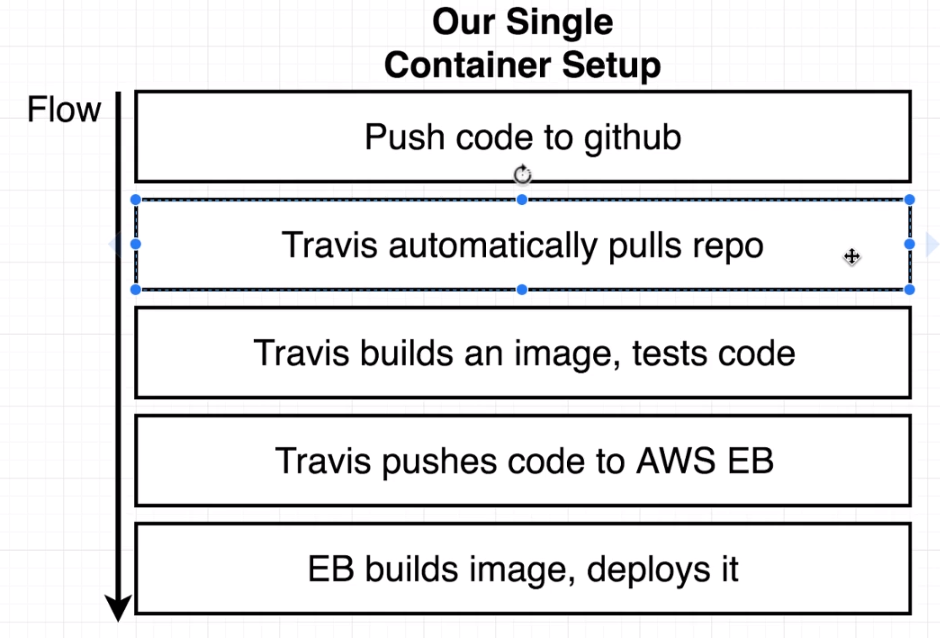 Our Single
Container Setup
Flow
Push code to github
Travis automatically pulls repo
Travis builds an image, tests code
Travis pushes code to AWS EB
EB builds image, deploys it